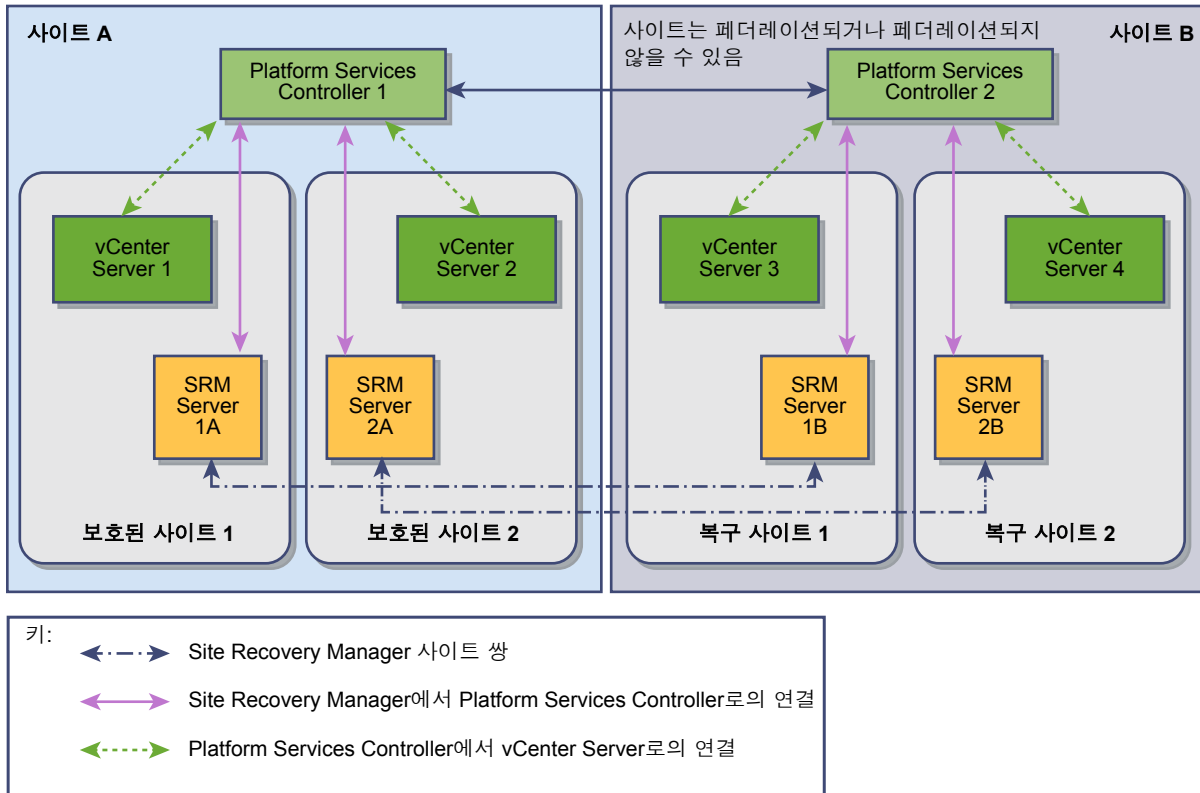 사이트 A
Platform Services
Controller 1
vCenter
Server 1
vCenter
Server 2
SRM
Server
1A
SRM
Server
2A
보호된 사이트 1
보호된 사이트 2
사이트는 페더레이션되거나 페더레이션되지
않을 수 있음
사이트 B
Platform Services
Controller 2
vCenter
Server 3
vCenter
Server 4
SRM
Server
1B
SRM
Server
2B
복구 사이트 1
복구 사이트 2
키:
Site Recovery Manager 사이트 쌍
Site Recovery Manager에서 Platform Services Controller로의 연결
Platform Services Controller에서 vCenter Server로의 연결